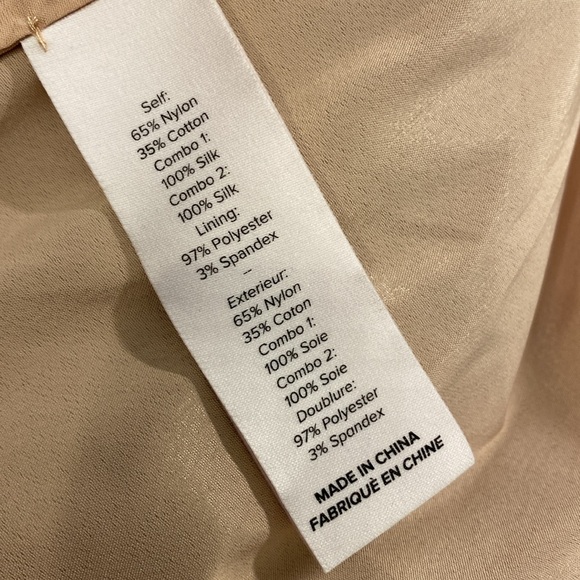 Self:
65% Nylon
35% Cotton
Combo 1:
100% Silk
Combo 2:
100% Silk
Lining:
97% Polyester
3% Spandex
–
Exterieur:
65% Nylon
35% Coton
Combo 1:
100% Soie
Combo 2:
100% Soie
Doublure:
97% Polyester
3% Spandex
MADE IN CHINA
FABRIQUÈ EN CHINE